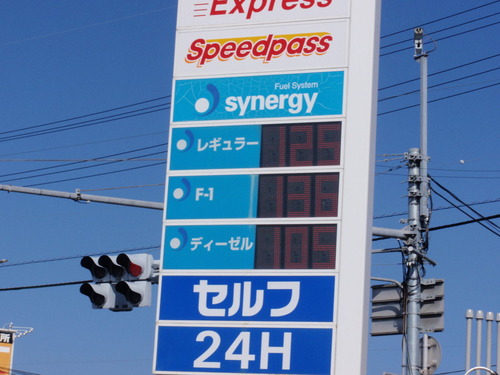 Express
Speedpass
Fuel System
synergy
レギュラー 125
F-1 136
ディーゼル 105
セルフ
24H